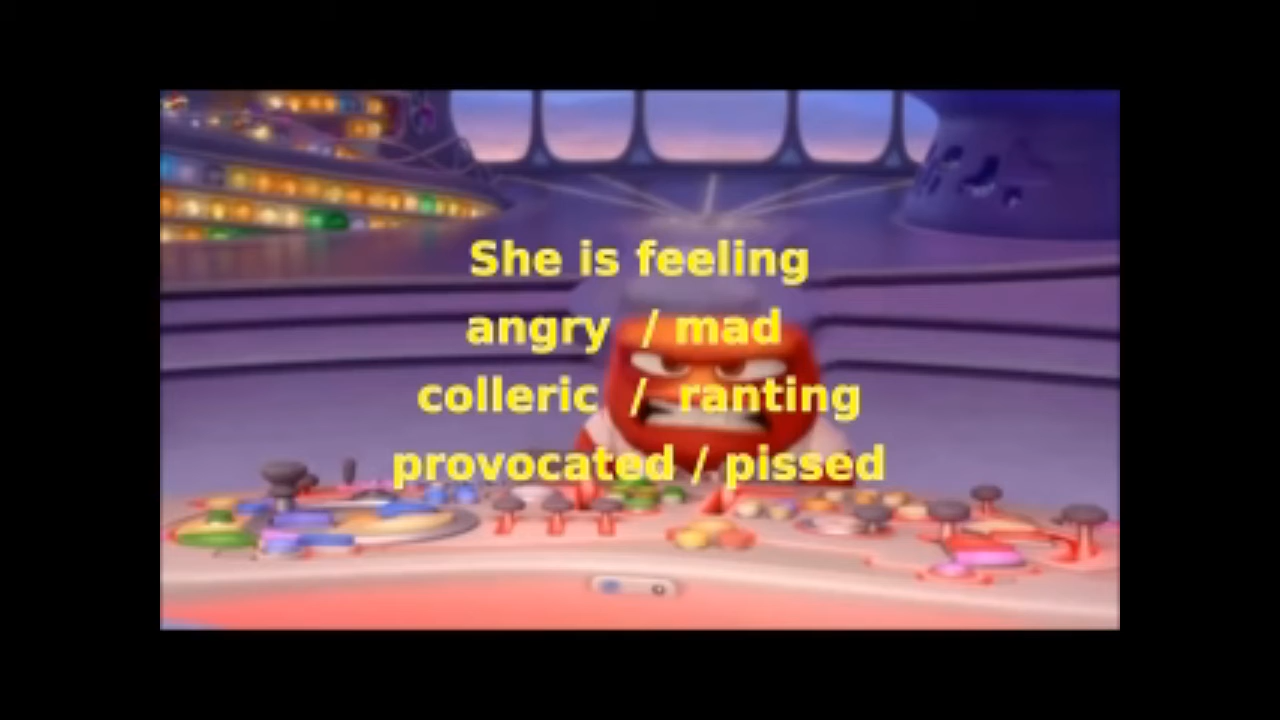 She is feeling
angry / mad
colleric / ranting
provocated / pissed